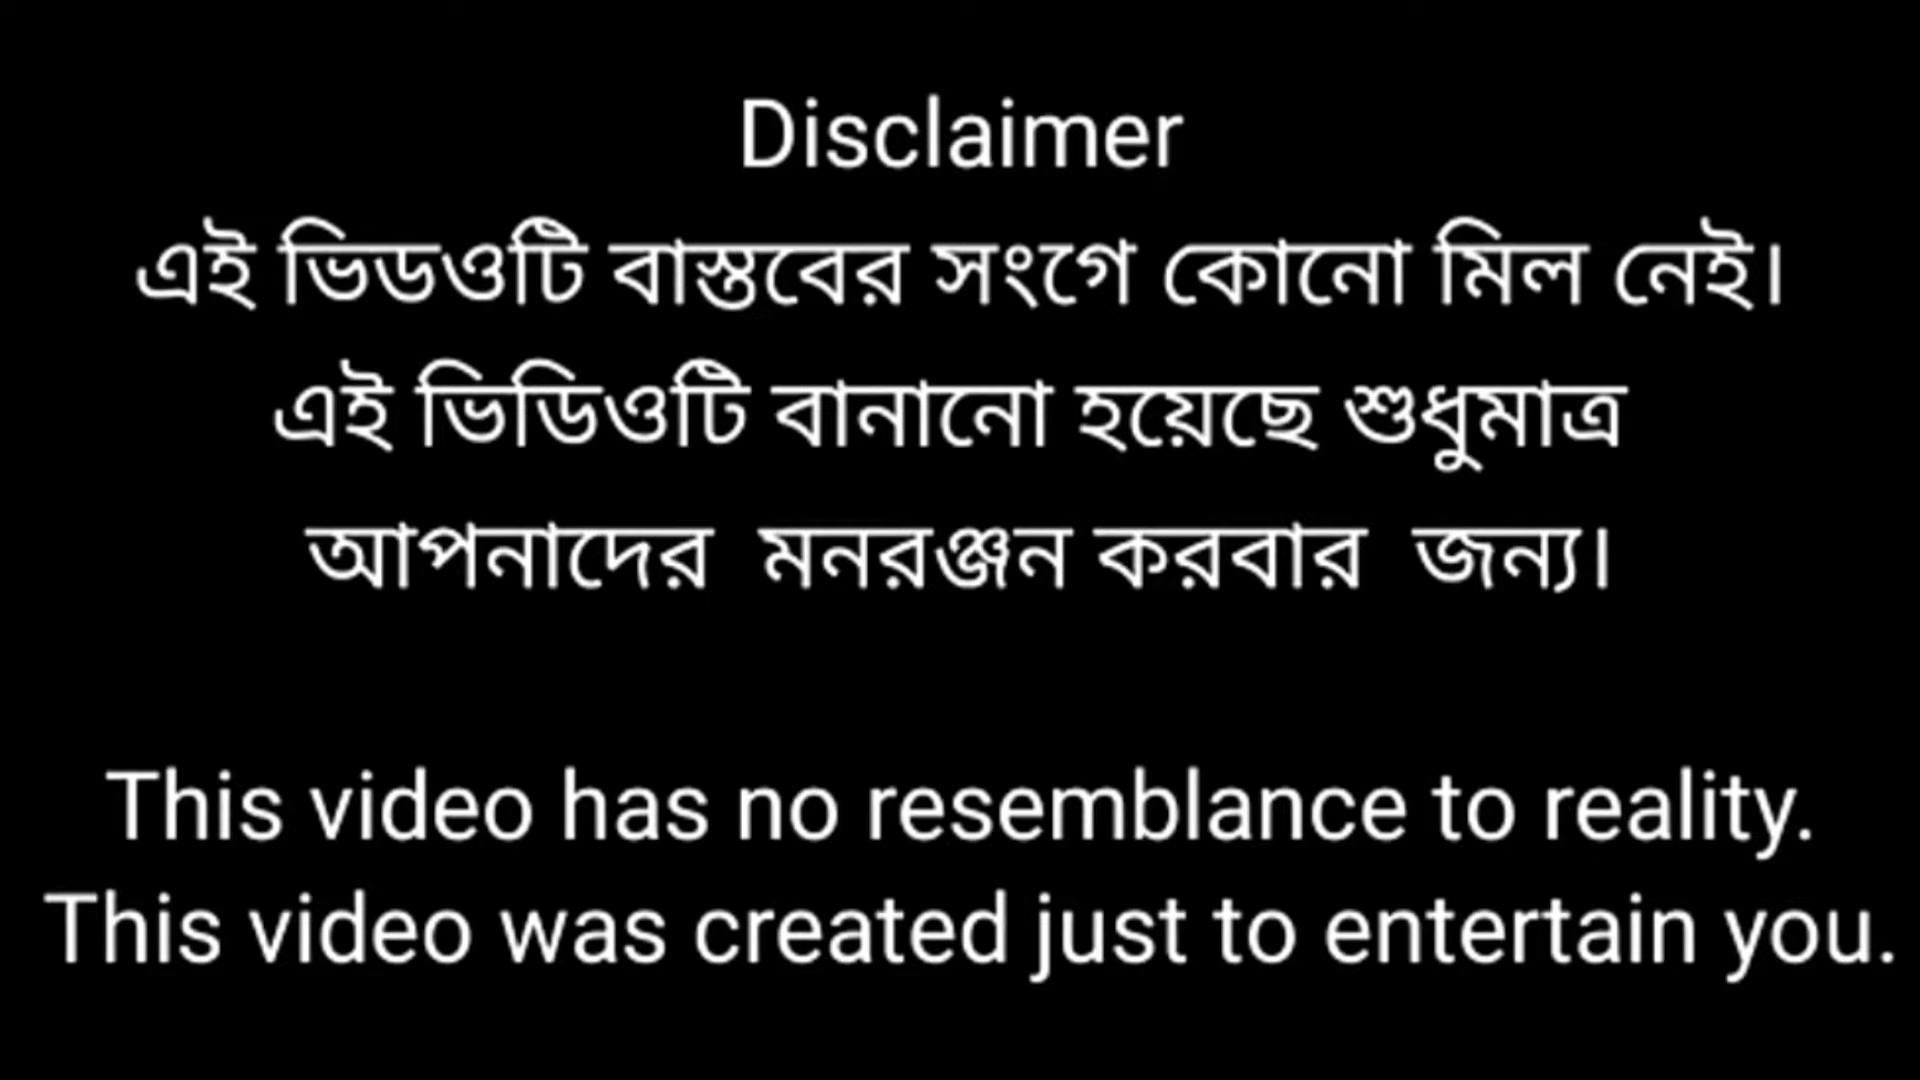 Disclaimer
এই ভিডওটি বাস্তবের সংগে কোনো মিল নেই।
এই ভিডিওটি বানানো হয়েছে শুধুমাত্র
আপনাদের মনরঞ্জন করবার জন্য।
This video has no resemblance to reality.
This video was created just to entertain you.